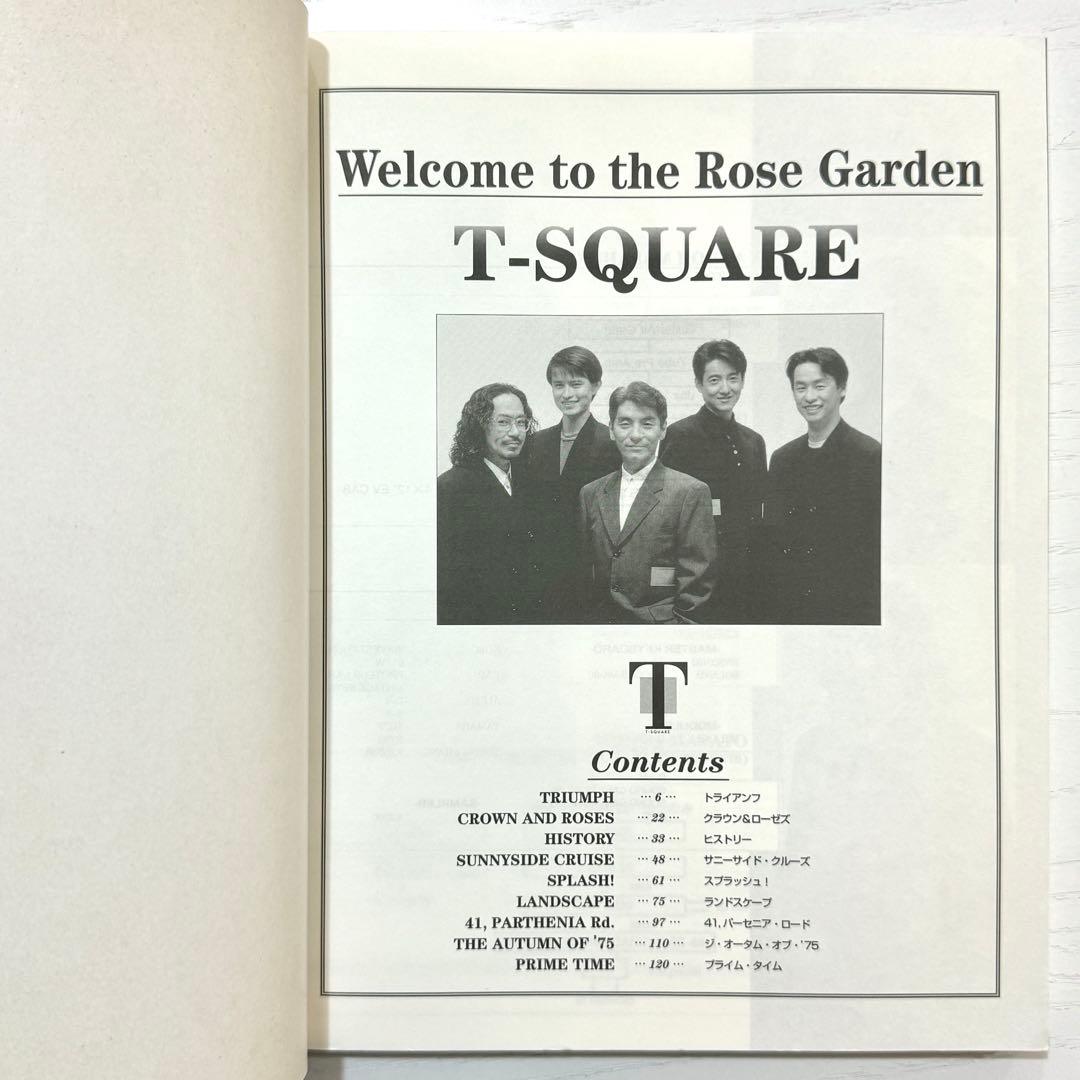 Welcome to the Rose Garden
T-SQUARE
T
T-SQUARE
Contents
TRIUMPH ··· 6 ··· トライアンフ
CROWN AND ROSES ··· 22 ··· クラウン&ローゼズ
HISTORY ··· 33 ··· ヒストリー
SUNNYSIDE CRUISE ··· 48 ··· サニーサイド・クルーズ
SPLASH! ··· 61 ··· スプラッシュ!
LANDSCAPE ··· 75 ··· ランドスケープ
41, PARTHENIA Rd. ··· 97 ··· 41, パーセニア・ロード
THE AUTUMN OF '75 ··· 110 ··· ジ・オータム・オブ・'75
PRIME TIME ··· 120 ··· プライム・タイム